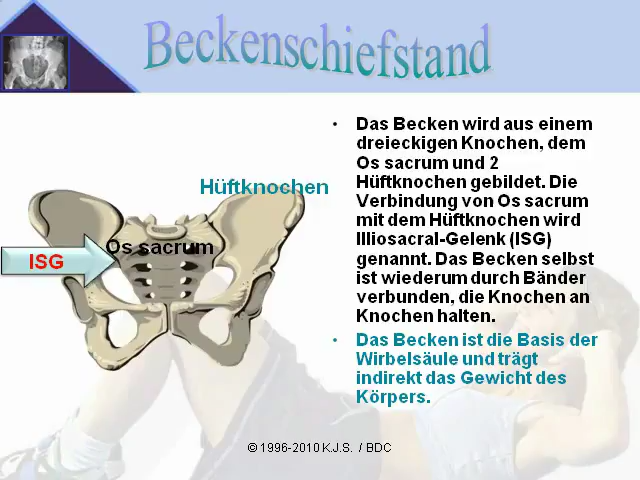 Beckenschiefstand
• Das Becken wird aus einem
dreieckigen Knochen, dem
Os sacrum und 2
Hüftknochen gebildet. Die
Verbindung von Os sacrum
mit dem Hüftknochen wird
Illiosacral-Gelenk (ISG)
genannt. Das Becken selbst
ist wiederum durch Bänder
verbunden, die Knochen an
Knochen halten.
• Das Becken ist die Basis der
Wirbelsäule und trägt
indirekt das Gewicht des
Körpers.
Hüftknochen
Os sacrum
ISG
© 1996-2010 K.J.S. / BDC